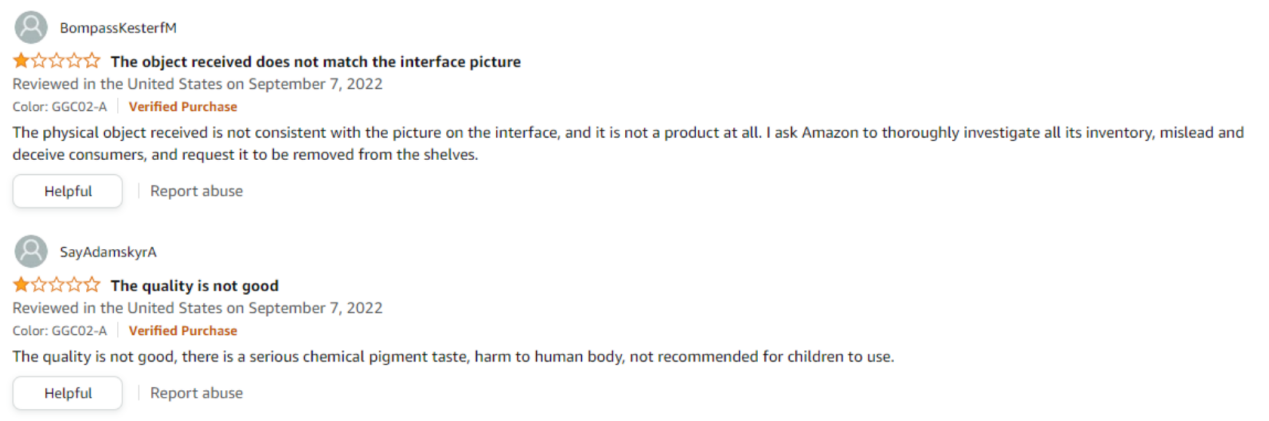 BompassKesterfM
The object received does not match the interface picture
Reviewed in the United States on September 7, 2022
Color: GGC02-A Verified Purchase
The physical object received is not consistent with the picture on the interface, and it is not a product at all. I ask Amazon to thoroughly investigate all its inventory, mislead and
deceive consumers, and request it to be removed from the shelves.
Helpful Report abuse
SayAdamskyrA
The quality is not good
Reviewed in the United States on September 7, 2022
Color: GGC02-A Verified Purchase
The quality is not good, there is a serious chemical pigment taste, harm to human body, not recommended for children to use.
Helpful Report abuse